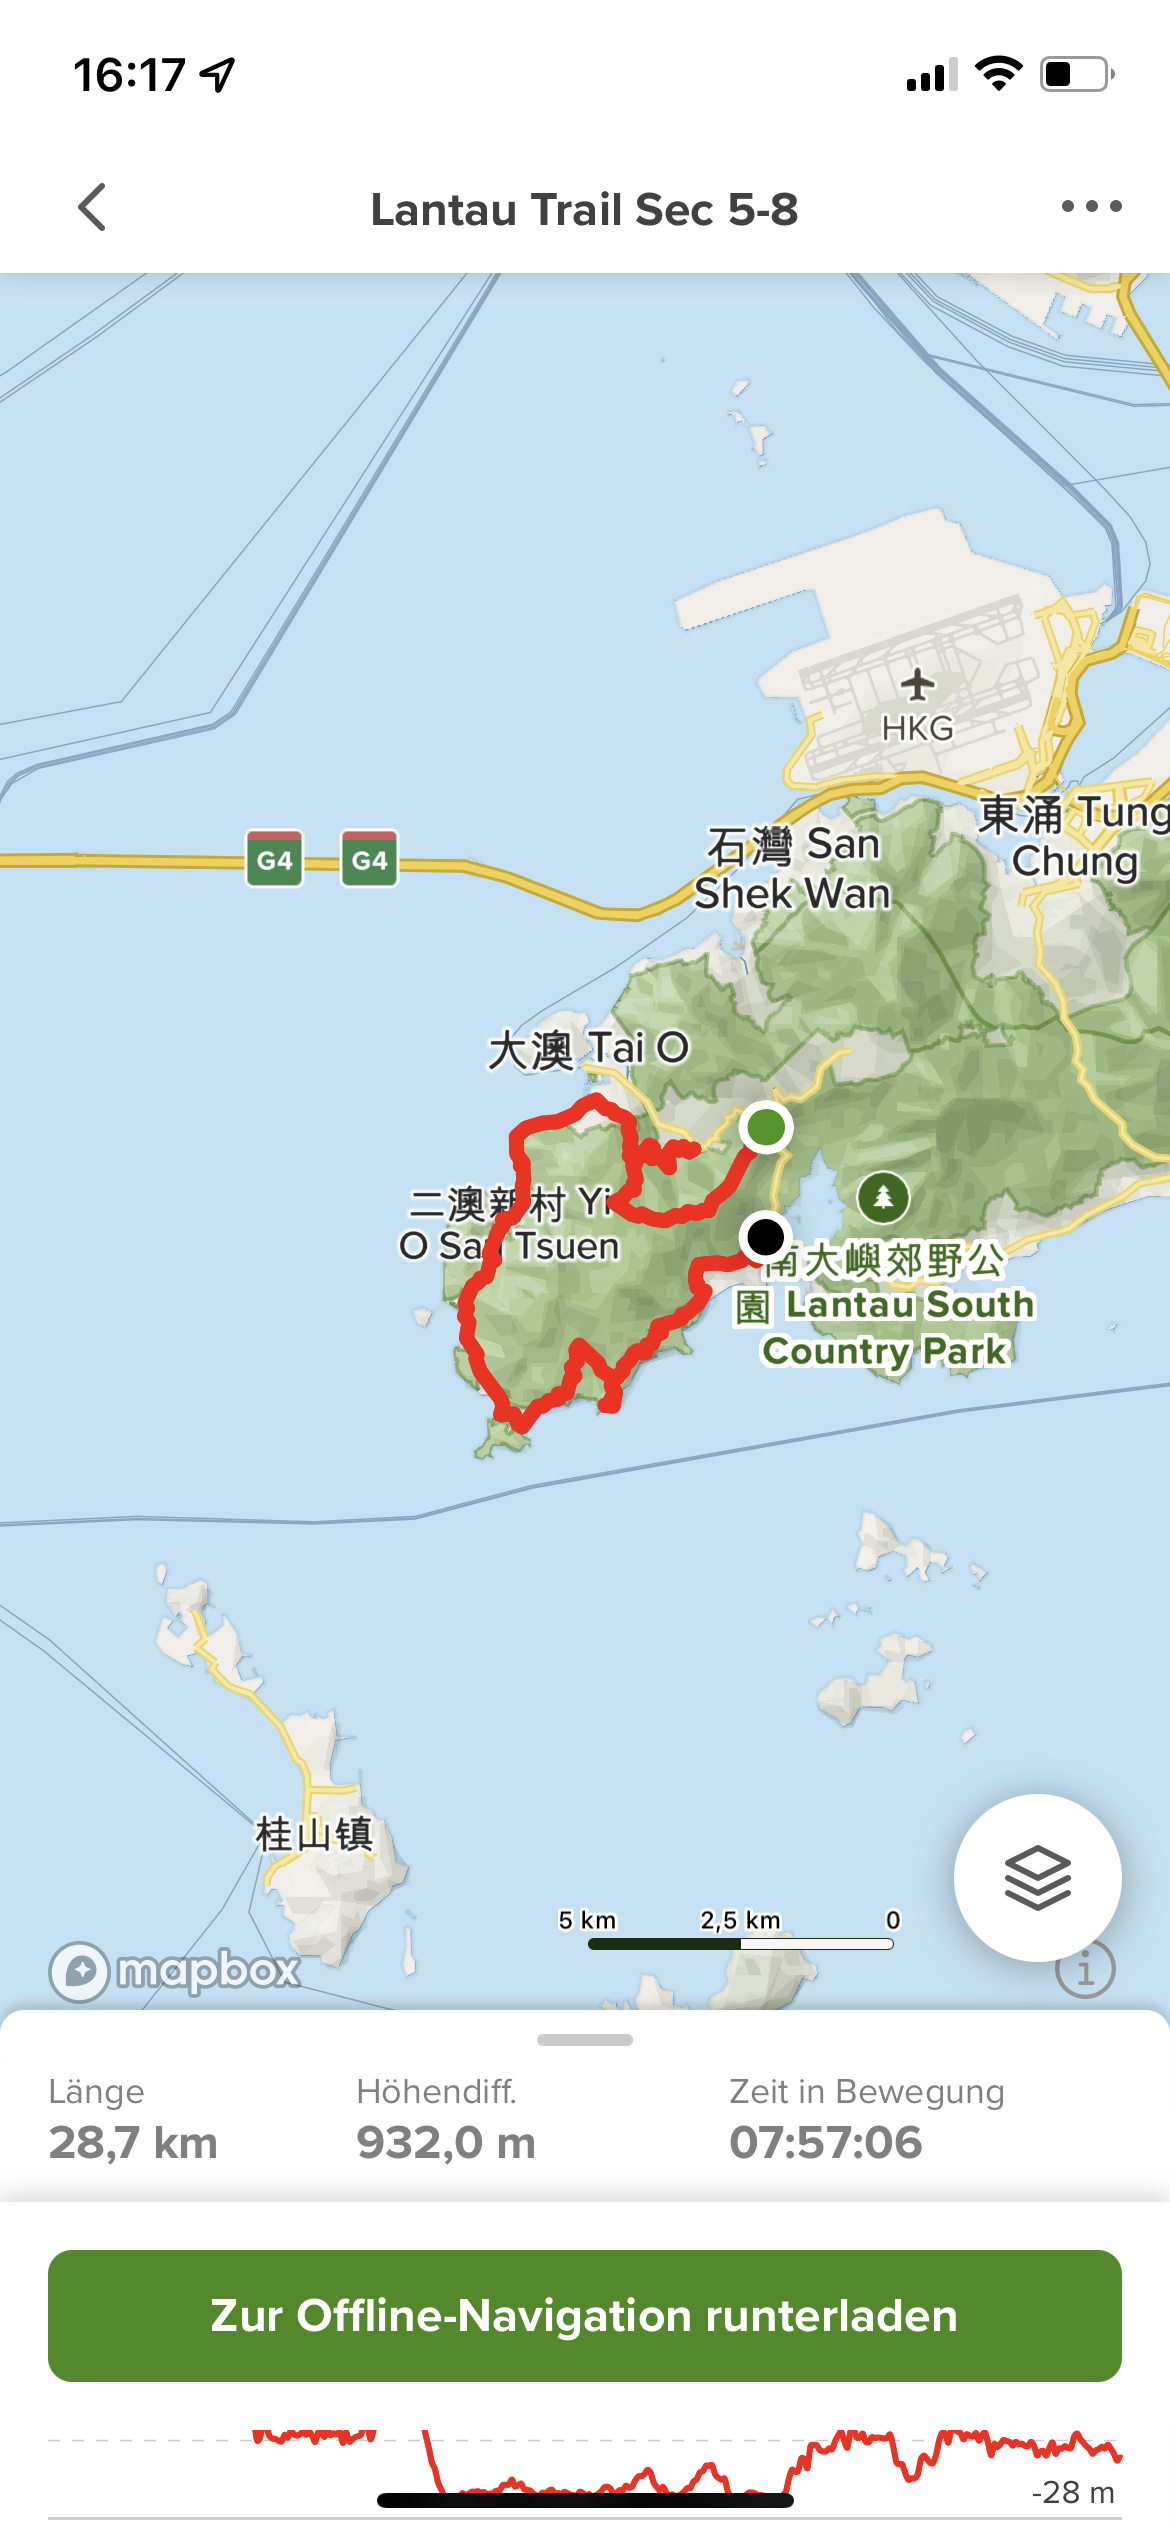 16:17
Lantau Trail Sec 5-8
HKG
東涌 Tung
Chung
石灣 San
Shek Wan
G4
G4
大澳 Tai O
二澳新村 Yi
O San Tsuen
南大嶼郊野公
園 Lantau South
Country Park
桂山镇
5 km 2,5 km 0
mapbox
i
Länge Höhendiff. Zeit in Bewegung
28,7 km 932,0 m 07:57:06
Zur Offline-Navigation runterladen
-28 m